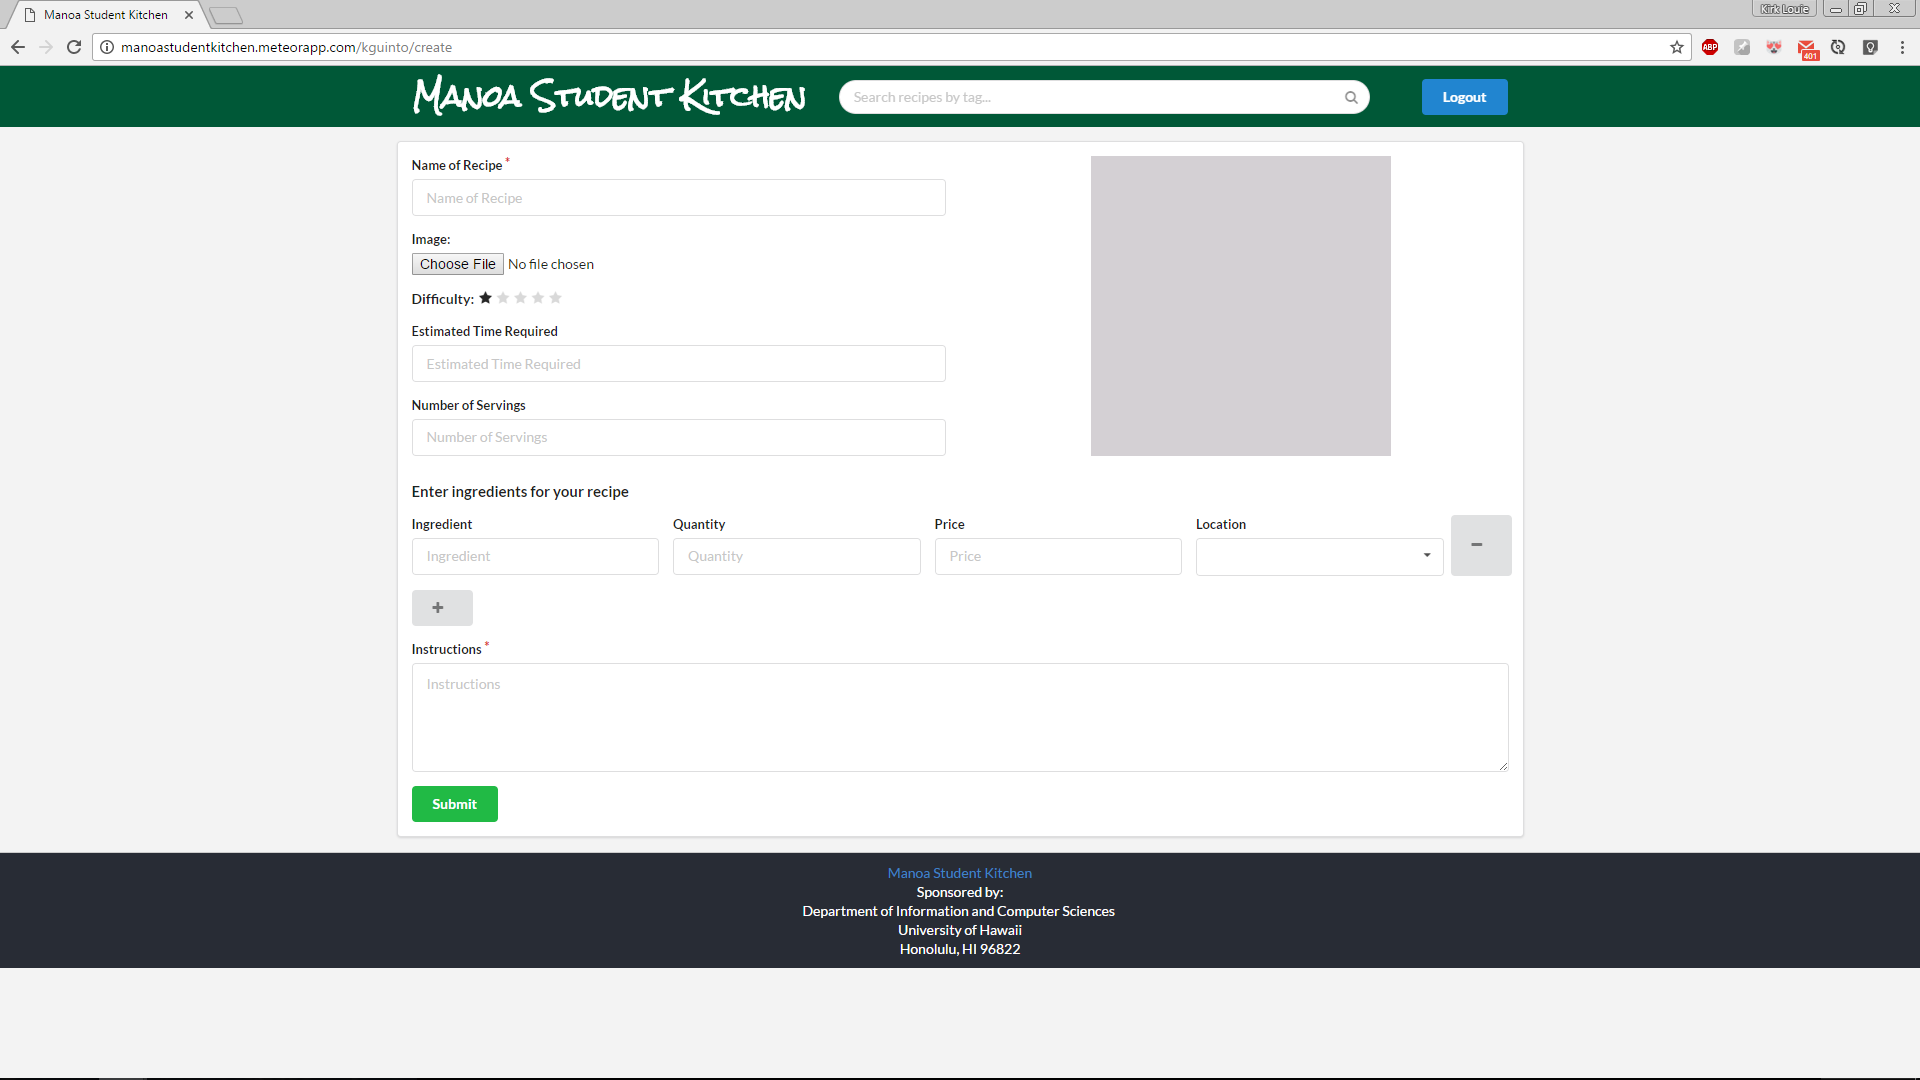 Manoa Student Kitchen
Kirk Louie
manoastudentkitchen.meteorapp.com/kguinto/create
ABP
401
Manoa Student Kitchen
Search recipes by tag...
Logout
Name of Recipe *
Name of Recipe
Image:
Choose File No file chosen
Difficulty:
Estimated Time Required
Estimated Time Required
Number of Servings
Number of Servings
Enter ingredients for your recipe
Ingredient Quantity Price Location
Ingredient Quantity Price
Instructions *
Instructions
Submit
Manoa Student Kitchen
Sponsored by:
Department of Information and Computer Sciences
University of Hawaii
Honolulu, HI 96822